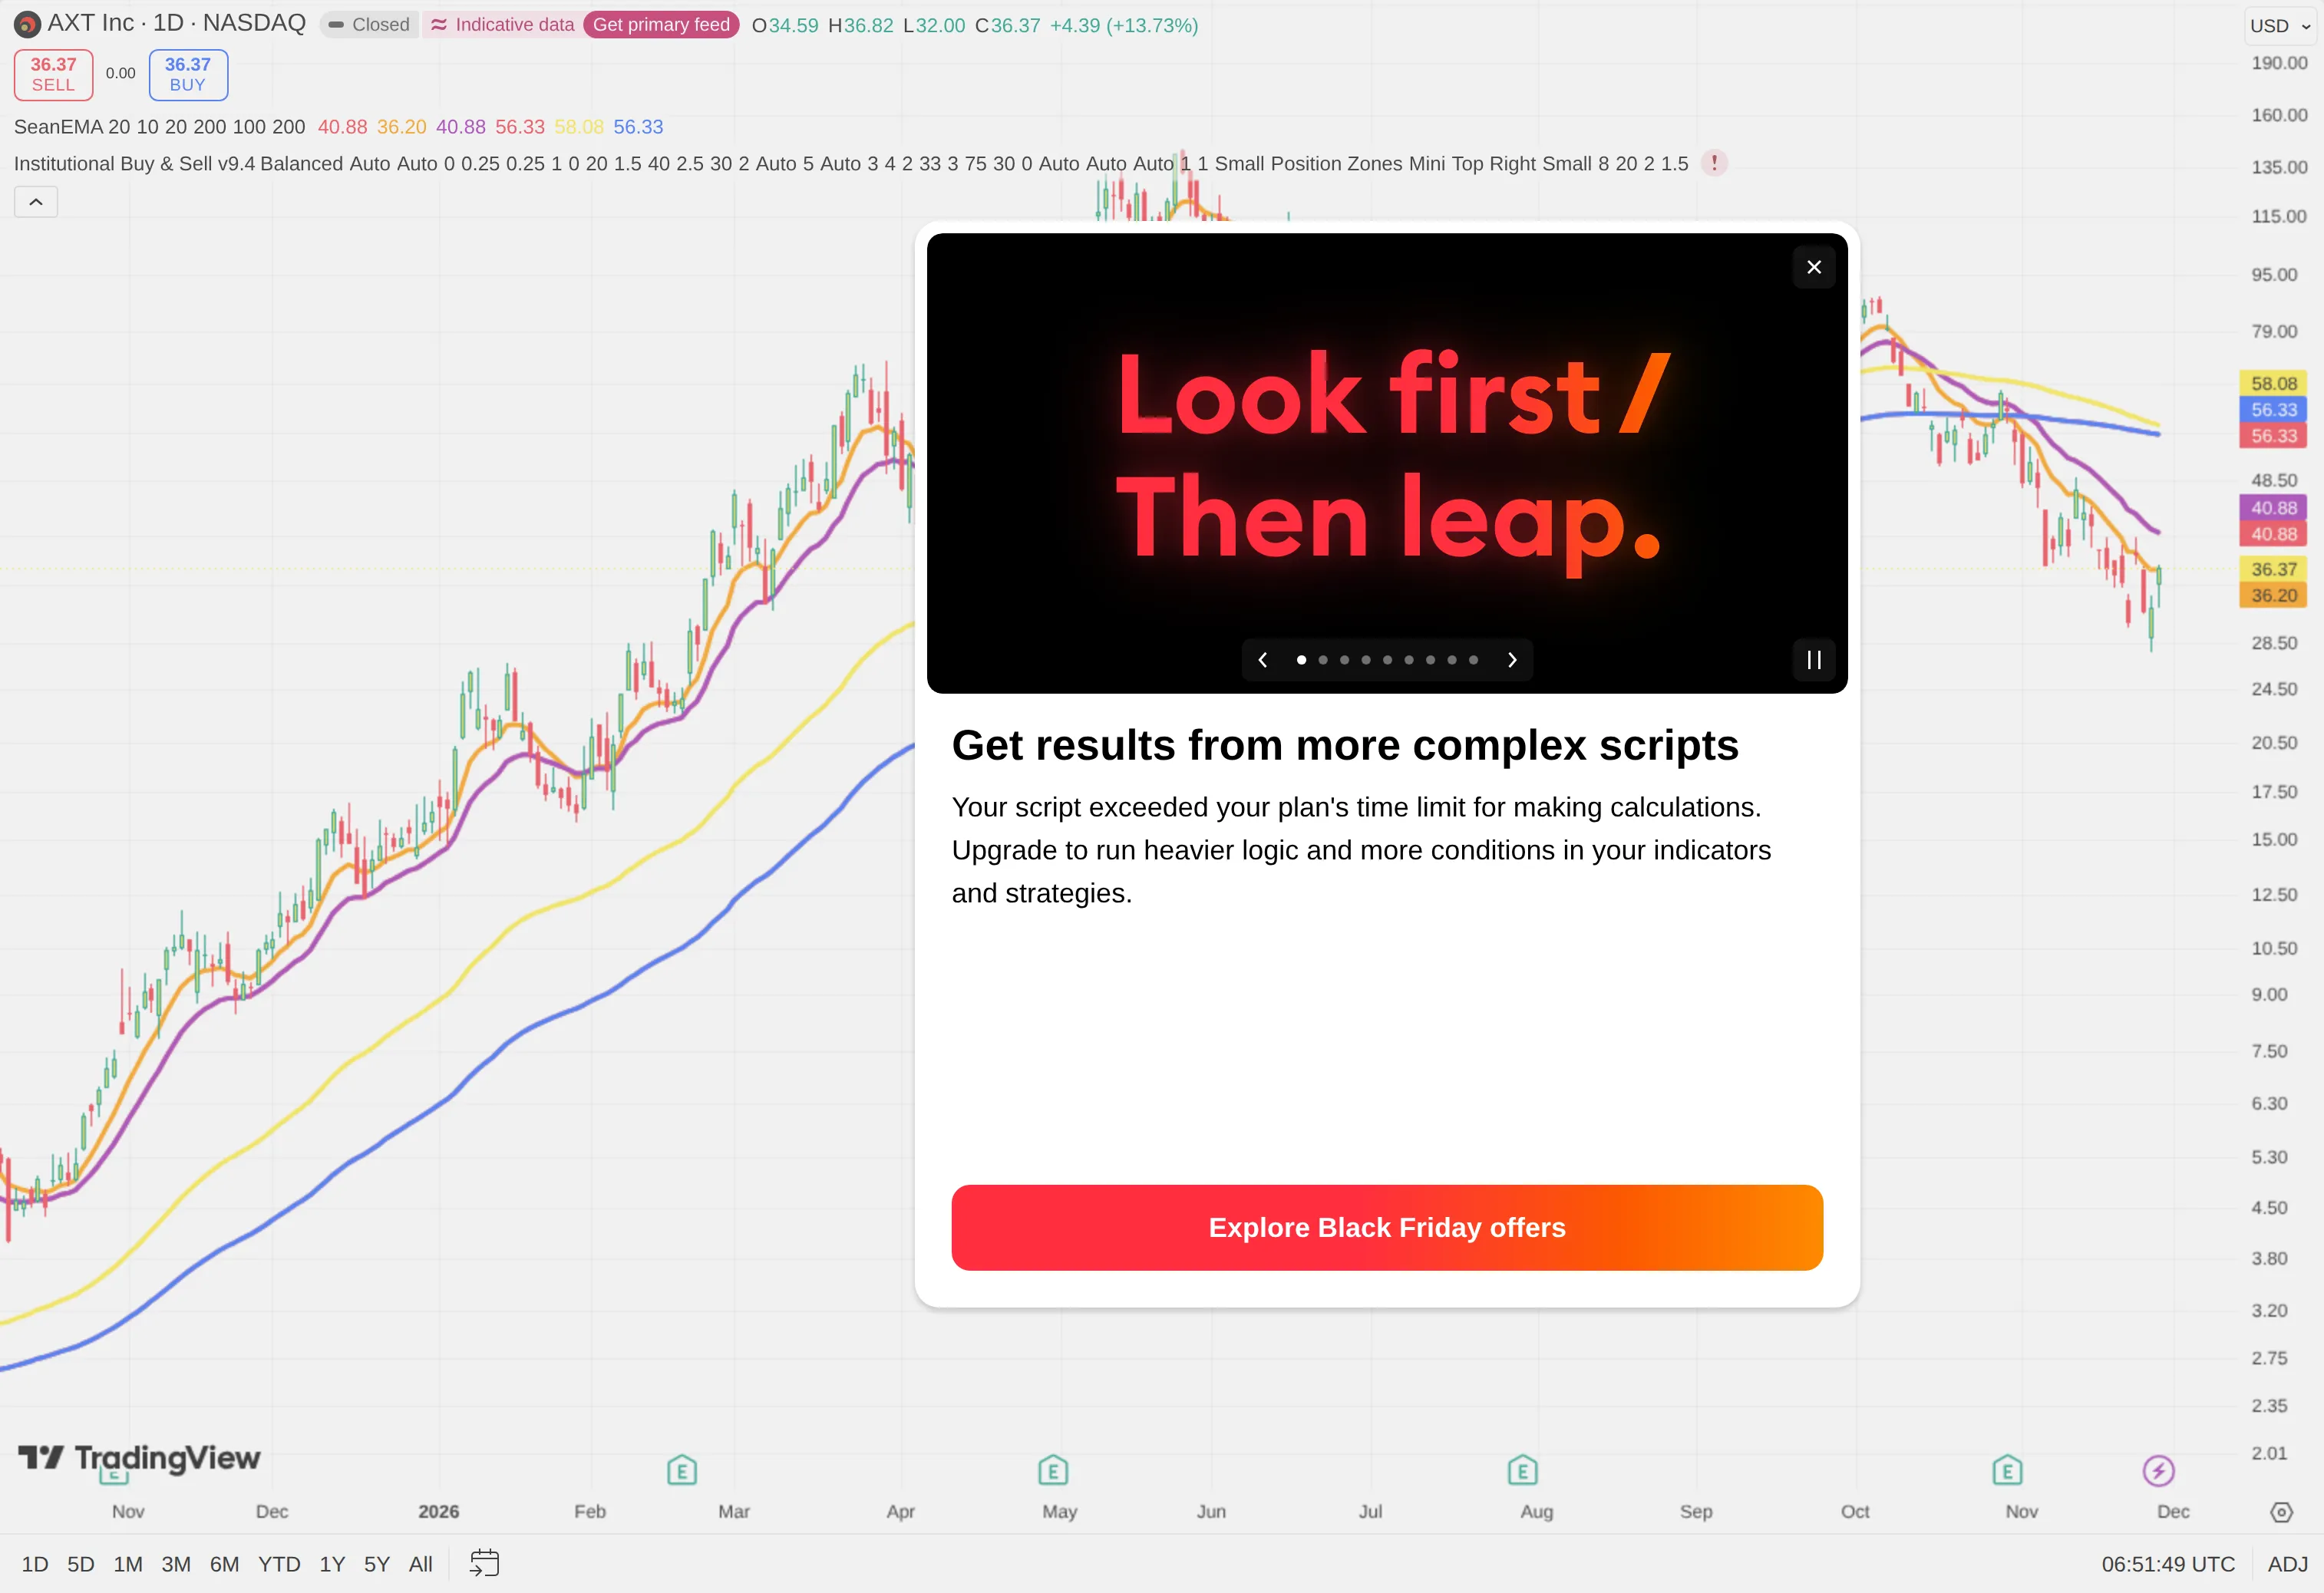 AXT Inc · 1D · NASDAQ Closed Indicative data Get primary feed O34.59 H36.82 L32.00 C36.37 +4.39 (+13.73%) USD
36.37 SELL 0.00 36.37 BUY
SeanEMA 20 10 20 200 100 200 40.88 36.20 40.88 56.33 58.08 56.33
Institutional Buy & Sell v9.4 Balanced Auto Auto 0 0.25 0.25 1 0 20 1.5 40 2.5 30 2 Auto 5 Auto 3 4 2 33 3 75 30 0 Auto Auto Auto 1 1 Small Position Zones Mini Top Right Small 8 20 2 1.5 !
Look first /
Then leap.
Get results from more complex scripts
Your script exceeded your plan's time limit for making calculations.
Upgrade to run heavier logic and more conditions in your indicators
and strategies.
Explore Black Friday offers
190.00
160.00
135.00
115.00
95.00
79.00
58.08
56.33
56.33
48.50
40.88
40.88
36.37
36.20
28.50
24.50
20.50
17.50
15.00
12.50
10.50
9.00
7.50
6.30
5.30
4.50
3.80
3.20
2.75
2.35
2.01
TradingView
E E E E E
Nov Dec 2026 Feb Mar Apr May Jun Jul Aug Sep Oct Nov Dec
1D 5D 1M 3M 6M YTD 1Y 5Y All 06:51:49 UTC ADJ